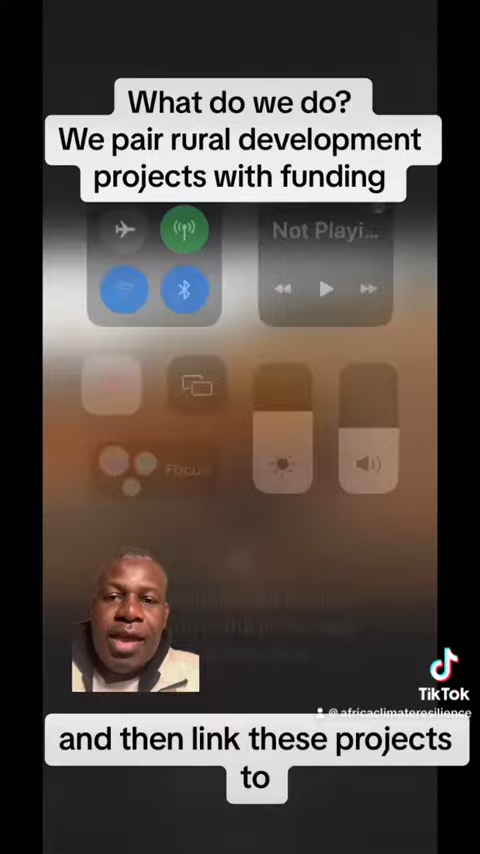 What do we do?
We pair rural development
projects with funding
Not Playi...
Focus
TikTok
@africaclimateresilience
and then link these projects
to